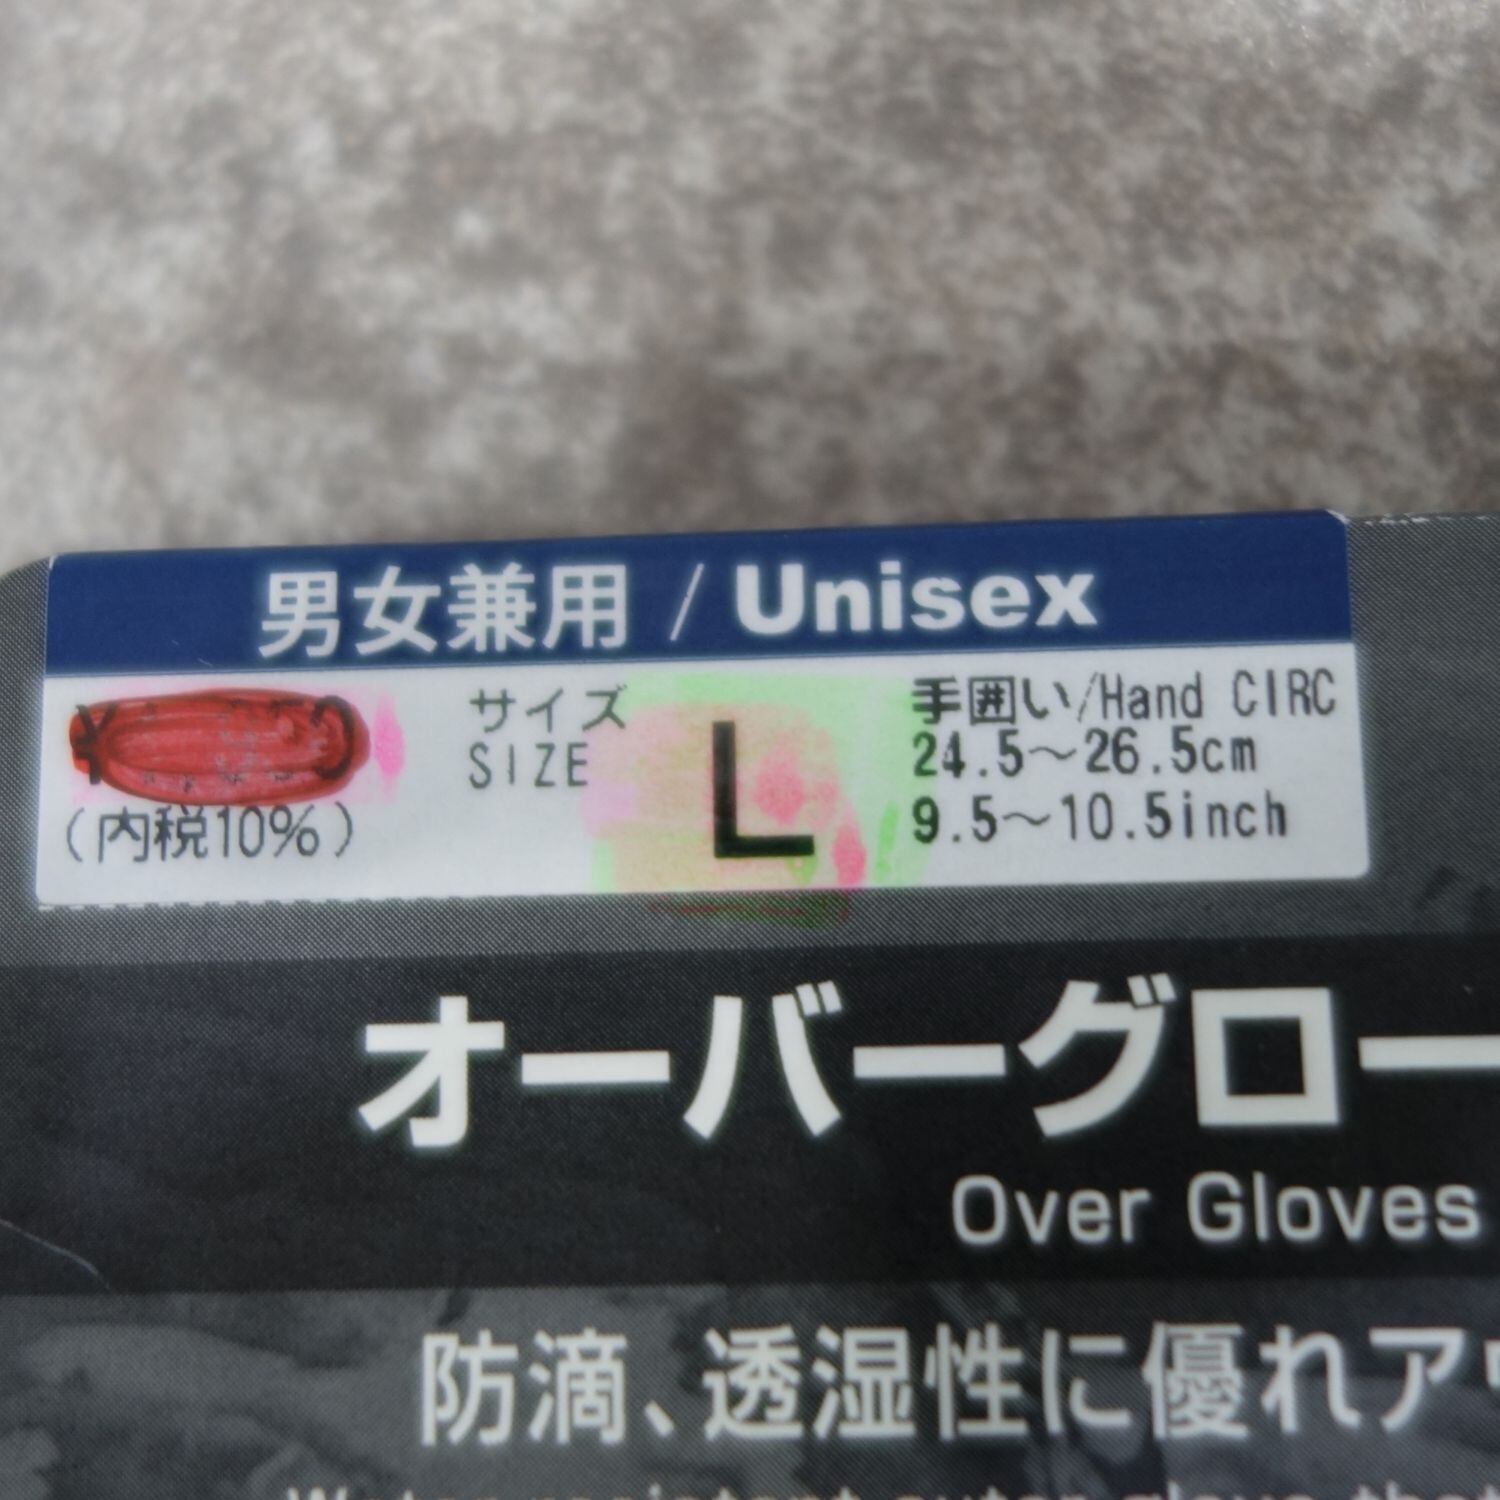 男女兼用 / Unisex
¥
(内税10%)
サイズ
SIZE
L
手囲い/Hand CIRC
24.5～26.5cm
9.5～10.5inch
オーバーグロー
Over Gloves
防滴、透湿性に優れア